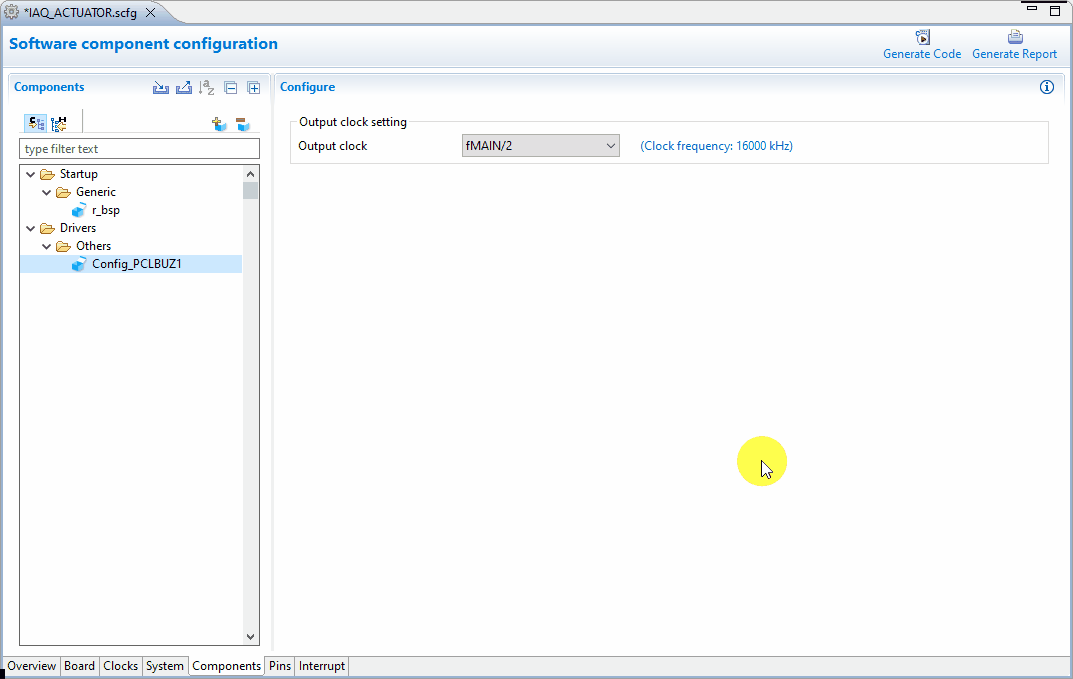 *IAQ_ACTUATOR.scfg
Software component configuration
Generate Code
Generate Report
Components
Configure
type filter text
Startup
Generic
r_bsp
Drivers
Others
Config_PCLBUZ1
Output clock setting
Output clock
fMAIN/2
(Clock frequency: 16000 kHz)
Overview
Board
Clocks
System
Components
Pins
Interrupt